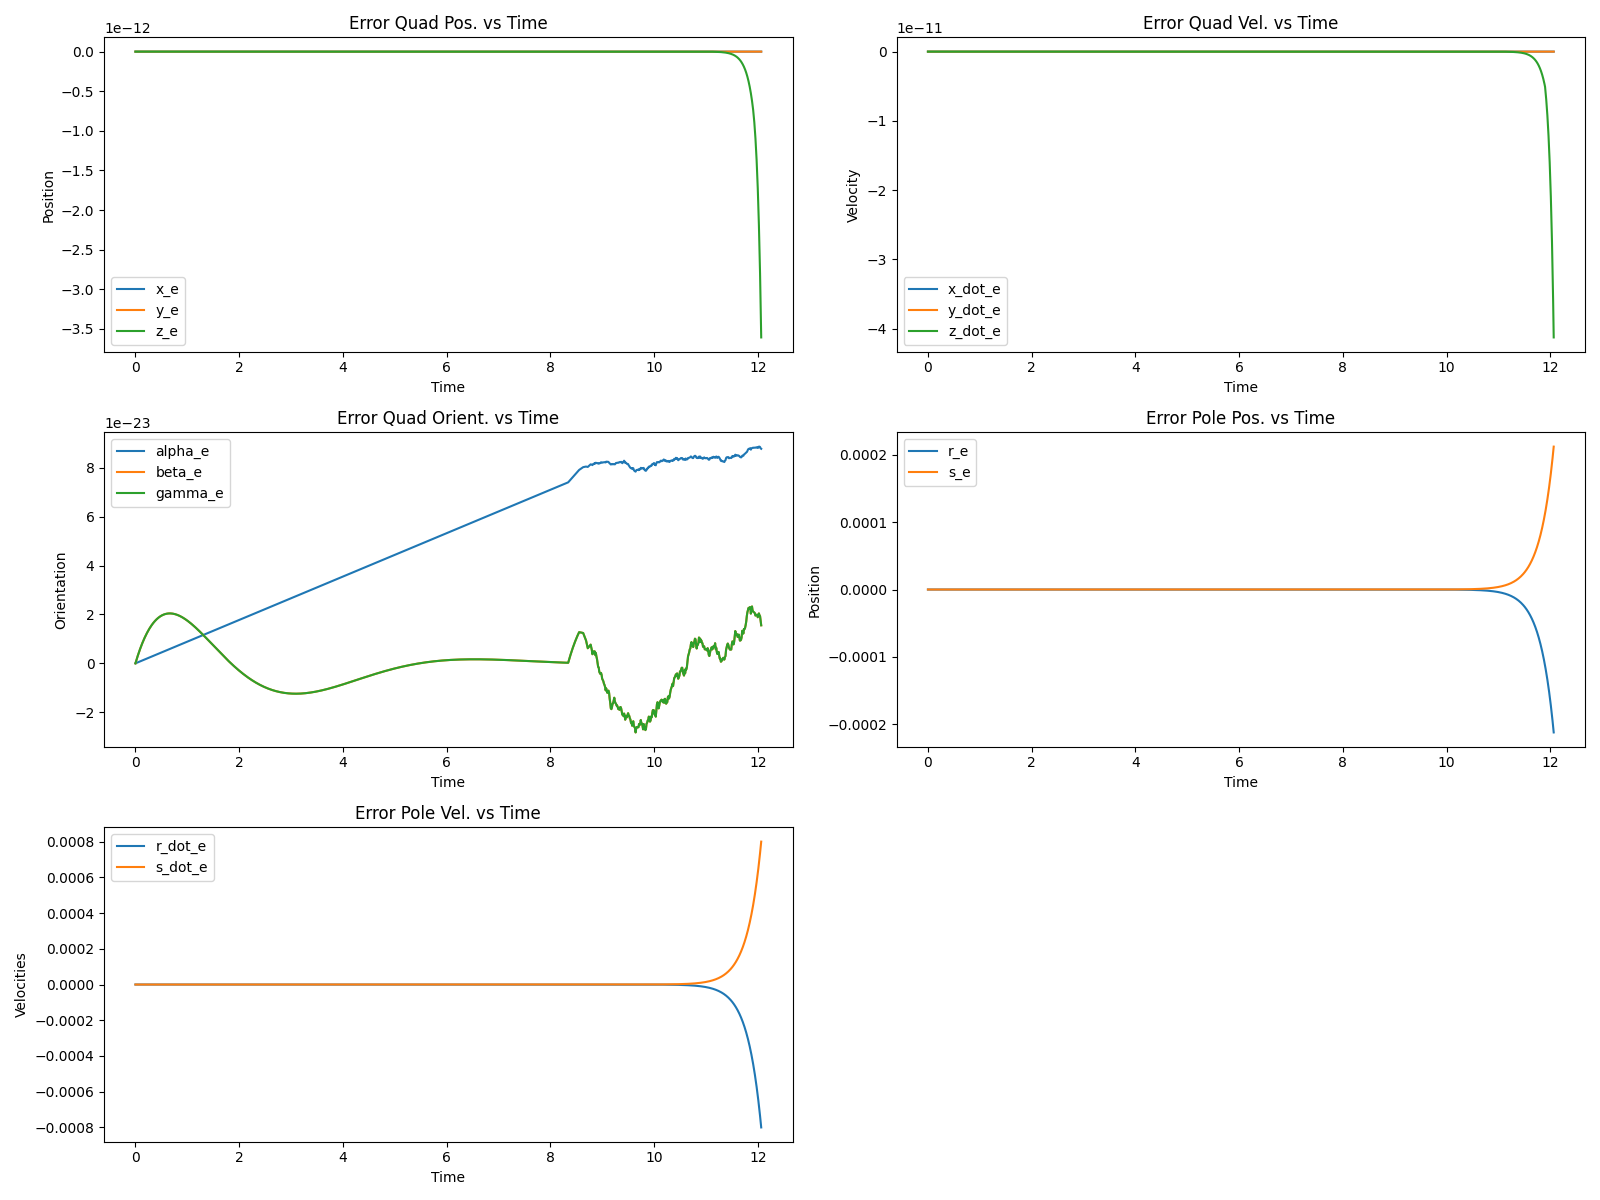 Error Quad Pos. vs Time
1e−12
0.0
−0.5
−1.0
−1.5
−2.0
−2.5
−3.0
−3.5
Position
x_e
y_e
z_e
0 2 4 6 8 10 12
Time
Error Quad Vel. vs Time
1e−11
0
−1
−2
−3
−4
Velocity
x_dot_e
y_dot_e
z_dot_e
0 2 4 6 8 10 12
Time
Error Quad Orient. vs Time
1e−23
8
6
4
2
0
−2
Orientation
alpha_e
beta_e
gamma_e
0 2 4 6 8 10 12
Time
Error Pole Pos. vs Time
0.0002
0.0001
0.0000
−0.0001
−0.0002
Position
r_e
s_e
0 2 4 6 8 10 12
Time
Error Pole Vel. vs Time
0.0008
0.0006
0.0004
0.0002
0.0000
−0.0002
−0.0004
−0.0006
−0.0008
Velocities
r_dot_e
s_dot_e
0 2 4 6 8 10 12
Time